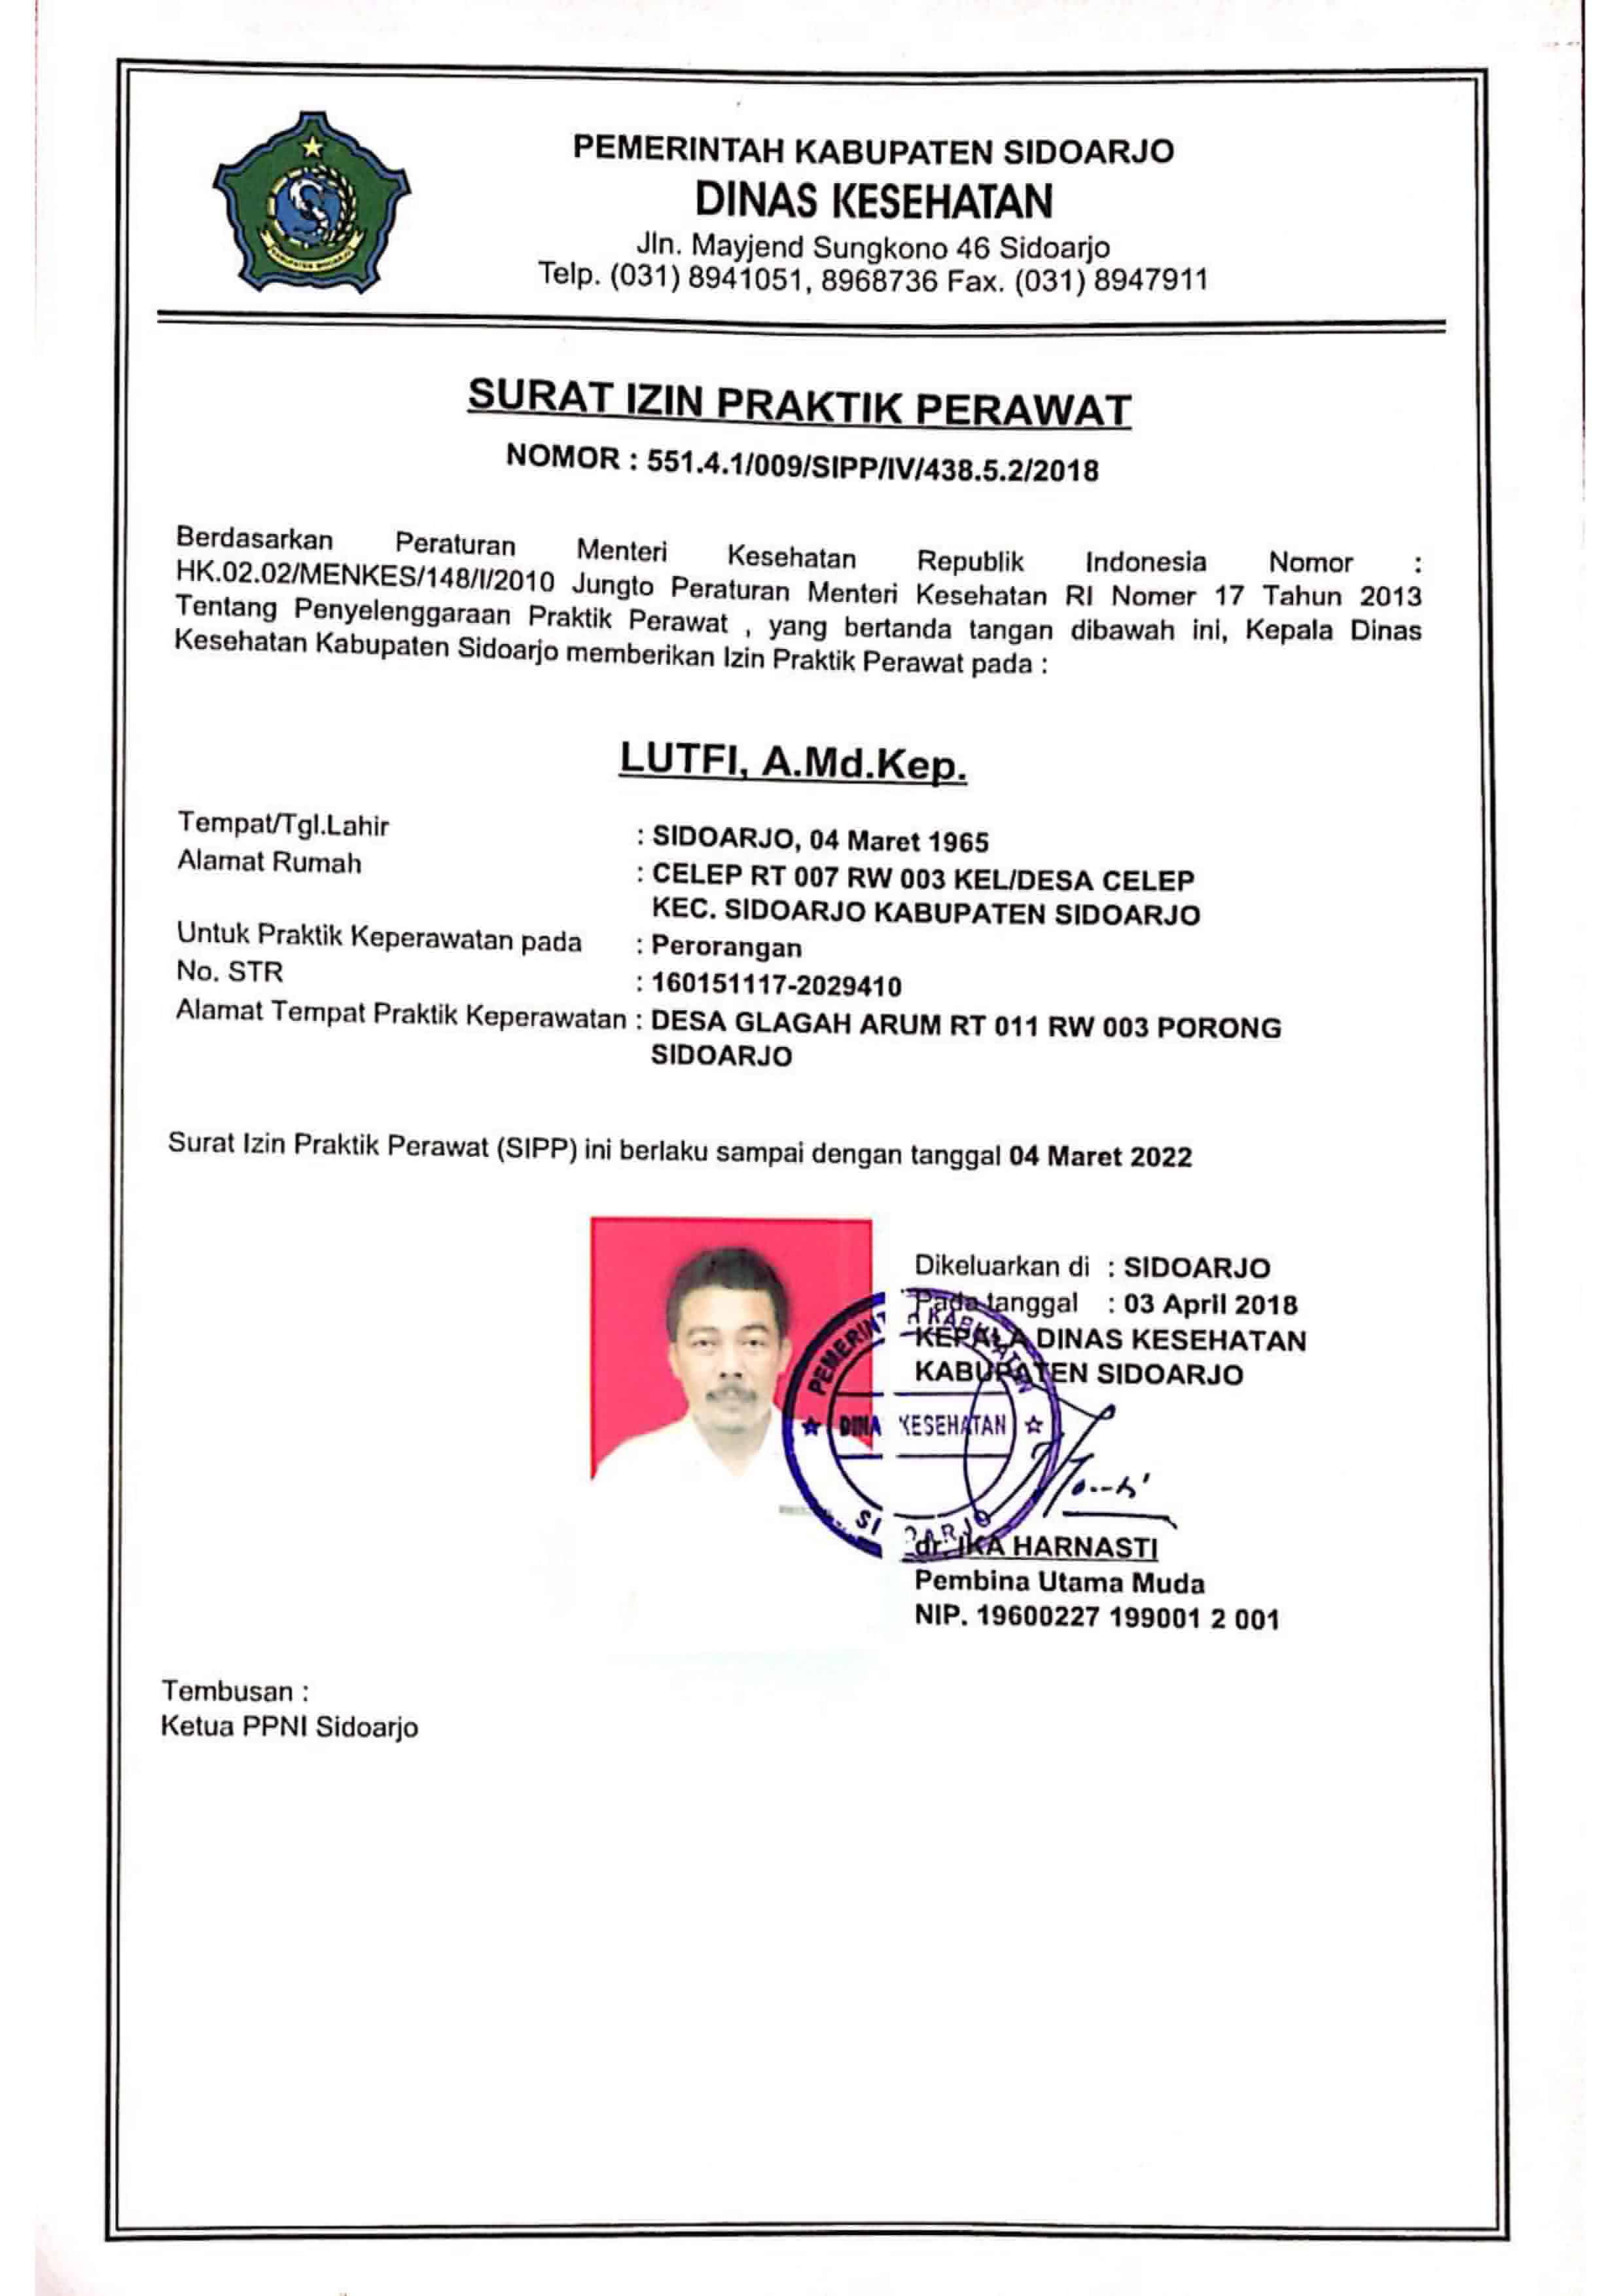 PEMERINTAH KABUPATEN SIDOARJO
DINAS KESEHATAN
Jln. Mayjend Sungkono 46 Sidoarjo
Telp. (031) 8941051, 8968736 Fax. (031) 8947911
SURAT IZIN PRAKTIK PERAWAT
NOMOR : 551.4.1/009/SIPP/IV/438.5.2/2018
Berdasarkan Peraturan Menteri Kesehatan Republik Indonesia Nomor :
HK.02.02/MENKES/148/I/2010 Jungto Peraturan Menteri Kesehatan RI Nomer 17 Tahun 2013
Tentang Penyelenggaraan Praktik Perawat , yang bertanda tangan dibawah ini, Kepala Dinas
Kesehatan Kabupaten Sidoarjo memberikan Izin Praktik Perawat pada :
LUTFI, A.Md.Kep.
Tempat/Tgl.Lahir : SIDOARJO, 04 Maret 1965
Alamat Rumah : CELEP RT 007 RW 003 KEL/DESA CELEP
KEC. SIDOARJO KABUPATEN SIDOARJO
Untuk Praktik Keperawatan pada : Perorangan
No. STR : 160151117-2029410
Alamat Tempat Praktik Keperawatan : DESA GLAGAH ARUM RT 011 RW 003 PORONG
SIDOARJO
Surat Izin Praktik Perawat (SIPP) ini berlaku sampai dengan tanggal 04 Maret 2022
Dikeluarkan di : SIDOARJO
Pada tanggal : 03 April 2018
KEPALA DINAS KESEHATAN
KABUPATEN SIDOARJO
DINA KESEHATAN
dr. IKA HARNASTI
Pembina Utama Muda
NIP. 19600227 199001 2 001
Tembusan :
Ketua PPNI Sidoarjo